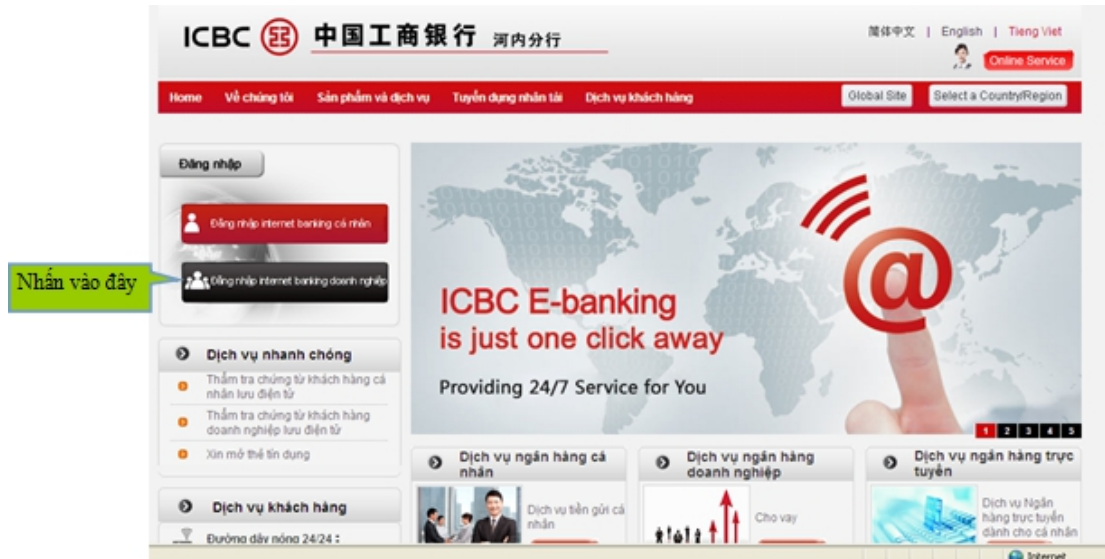 ICBC 中国工商银行 河内分行
简体中文 | English | Tieng Viet
Online Service
Home Về chúng tôi Sản phẩm và dịch vụ Tuyển dụng nhân tài Dịch vụ khách hàng Global Site Select a Country/Region
Đăng nhập
Đăng nhập internet banking cá nhân
Nhấn vào đây
Đăng nhập internet banking doanh nghiệp
ICBC E-banking
is just one click away
Providing 24/7 Service for You
1 2 3 4 5
Dịch vụ nhanh chóng
Thẩm tra chứng từ khách hàng cá
nhân lưu điện tử
Thẩm tra chứng từ khách hàng
doanh nghiệp lưu điện tử
Xin mở thẻ tín dụng
Dịch vụ khách hàng
Đường dây nóng 24/24 :
Dịch vụ ngân hàng cá
nhân
Dịch vụ tiền gửi cá
nhân
Dịch vụ ngân hàng
doanh nghiệp
Cho vay
Dịch vụ ngân hàng trực
tuyến
Dịch vụ Ngân
hàng trực tuyến
dành cho cá nhân
Internet